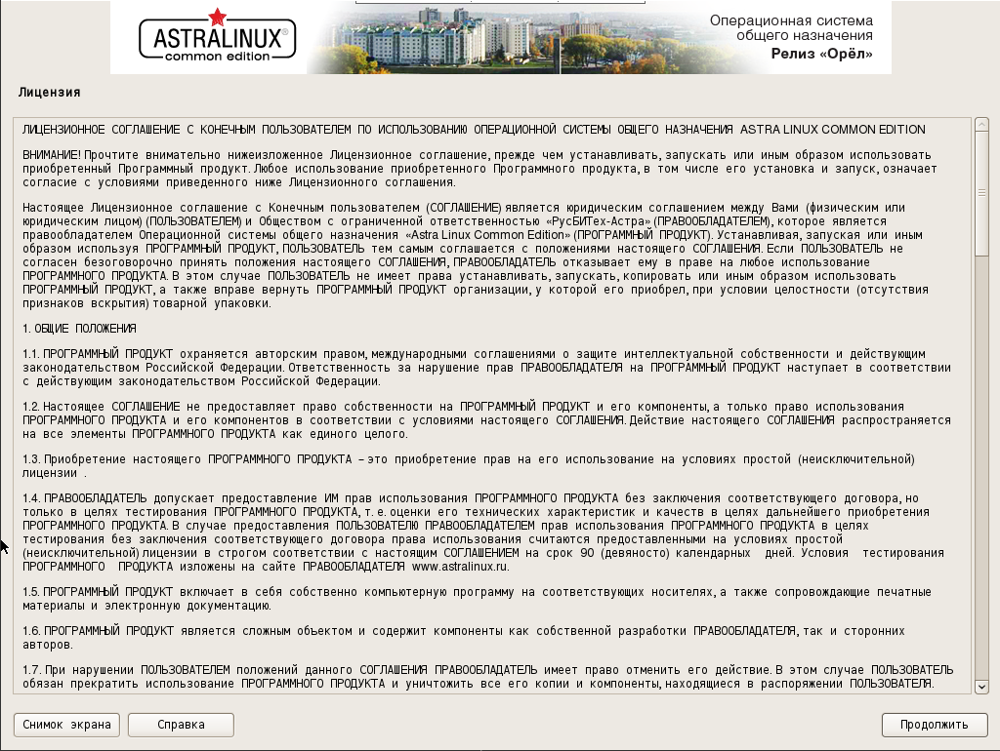 ASTRALINUX®
common edition
Операционная система
общего назначения
Релиз «Орёл»
Лицензия
ЛИЦЕНЗИОННОЕ СОГЛАШЕНИЕ С КОНЕЧНЫМ ПОЛЬЗОВАТЕЛЕМ ПО ИСПОЛЬЗОВАНИЮ ОПЕРАЦИОННОЙ СИСТЕМЫ ОБЩЕГО НАЗНАЧЕНИЯ ASTRA LINUX COMMON EDITION
ВНИМАНИЕ! Прочтите внимательно нижеизложенное Лицензионное соглашение, прежде чем устанавливать, запускать или иным образом использовать
приобретенный Программный продукт. Любое использование приобретенного Программного продукта, в том числе его установка и запуск, означает
согласие с условиями приведенного ниже Лицензионного соглашения.
Настоящее Лицензионное соглашение с Конечным пользователем (СОГЛАШЕНИЕ) является юридическим соглашением между Вами (физическим или
юридическим лицом) (ПОЛЬЗОВАТЕЛЕМ) и Обществом с ограниченной ответственностью «РусБИТех-Астра» (ПРАВООБЛАДАТЕЛЕМ), которое является
правообладателем Операционной системы общего назначения «Astra Linux Common Edition» (ПРОГРАММНЫЙ ПРОДУКТ). Устанавливая, запуская или иным
образом используя ПРОГРАММНЫЙ ПРОДУКТ, ПОЛЬЗОВАТЕЛЬ тем самым соглашается с положениями настоящего СОГЛАШЕНИЯ. Если ПОЛЬЗОВАТЕЛЬ не
согласен безоговорочно принять положения настоящего СОГЛАШЕНИЯ, ПРАВООБЛАДАТЕЛЬ отказывает ему в праве на любое использование
ПРОГРАММНОГО ПРОДУКТА. В этом случае ПОЛЬЗОВАТЕЛЬ не имеет права устанавливать, запускать, копировать или иным образом использовать
ПРОГРАММНЫЙ ПРОДУКТ, а также вправе вернуть ПРОГРАММНЫЙ ПРОДУКТ организации, у которой его приобрел, при условии целостности (отсутствия
признаков вскрытия) товарной упаковки.
1. ОБЩИЕ ПОЛОЖЕНИЯ
1.1. ПРОГРАММНЫЙ ПРОДУКТ охраняется авторским правом, международными соглашениями о защите интеллектуальной собственности и действующим
законодательством Российской Федерации. Ответственность за нарушение прав ПРАВООБЛАДАТЕЛЯ на ПРОГРАММНЫЙ ПРОДУКТ наступает в соответствии
с действующим законодательством Российской Федерации.
1.2. Настоящее СОГЛАШЕНИЕ не предоставляет право собственности на ПРОГРАММНЫЙ ПРОДУКТ и его компоненты, а только право использования
ПРОГРАММНОГО ПРОДУКТА и его компонентов в соответствии с условиями настоящего СОГЛАШЕНИЯ. Действие настоящего СОГЛАШЕНИЯ распространяется
на все элементы ПРОГРАММНОГО ПРОДУКТА как единого целого.
1.3. Приобретение настоящего ПРОГРАММНОГО ПРОДУКТА – это приобретение прав на его использование на условиях простой (неисключительной)
лицензии .
1.4. ПРАВООБЛАДАТЕЛЬ допускает предоставление ИМ прав использования ПРОГРАММНОГО ПРОДУКТА без заключения соответствующего договора, но
только в целях тестирования ПРОГРАММНОГО ПРОДУКТА, т. е. оценки его технических характеристик и качеств в целях дальнейшего приобретения
ПРОГРАММНОГО ПРОДУКТА. В случае предоставления ПОЛЬЗОВАТЕЛЮ ПРАВООБЛАДАТЕЛЕМ прав использования ПРОГРАММНОГО ПРОДУКТА в целях
тестирования без заключения соответствующего договора права использования считаются предоставленными на условиях простой
(неисключительной) лицензии в строгом соответствии с настоящим СОГЛАШЕНИЕМ на срок 90 (девяносто) календарных дней. Условия тестирования
ПРОГРАММНОГО ПРОДУКТА изложены на сайте ПРАВООБЛАДАТЕЛЯ www.astralinux.ru.
1.5. ПРОГРАММНЫЙ ПРОДУКТ включает в себя собственно компьютерную программу на соответствующих носителях, а также сопровождающие печатные
материалы и электронную документацию.
1.6. ПРОГРАММНЫЙ ПРОДУКТ является сложным объектом и содержит компоненты как собственной разработки ПРАВООБЛАДАТЕЛЯ, так и сторонних
авторов.
1.7. При нарушении ПОЛЬЗОВАТЕЛЕМ положений данного СОГЛАШЕНИЯ ПРАВООБЛАДАТЕЛЬ имеет право отменить его действие. В этом случае ПОЛЬЗОВАТЕЛЬ
обязан прекратить использование ПРОГРАММНОГО ПРОДУКТА и уничтожить все его копии и компоненты, находящиеся в распоряжении ПОЛЬЗОВАТЕЛЯ.
Снимок экрана
Справка
Продолжить